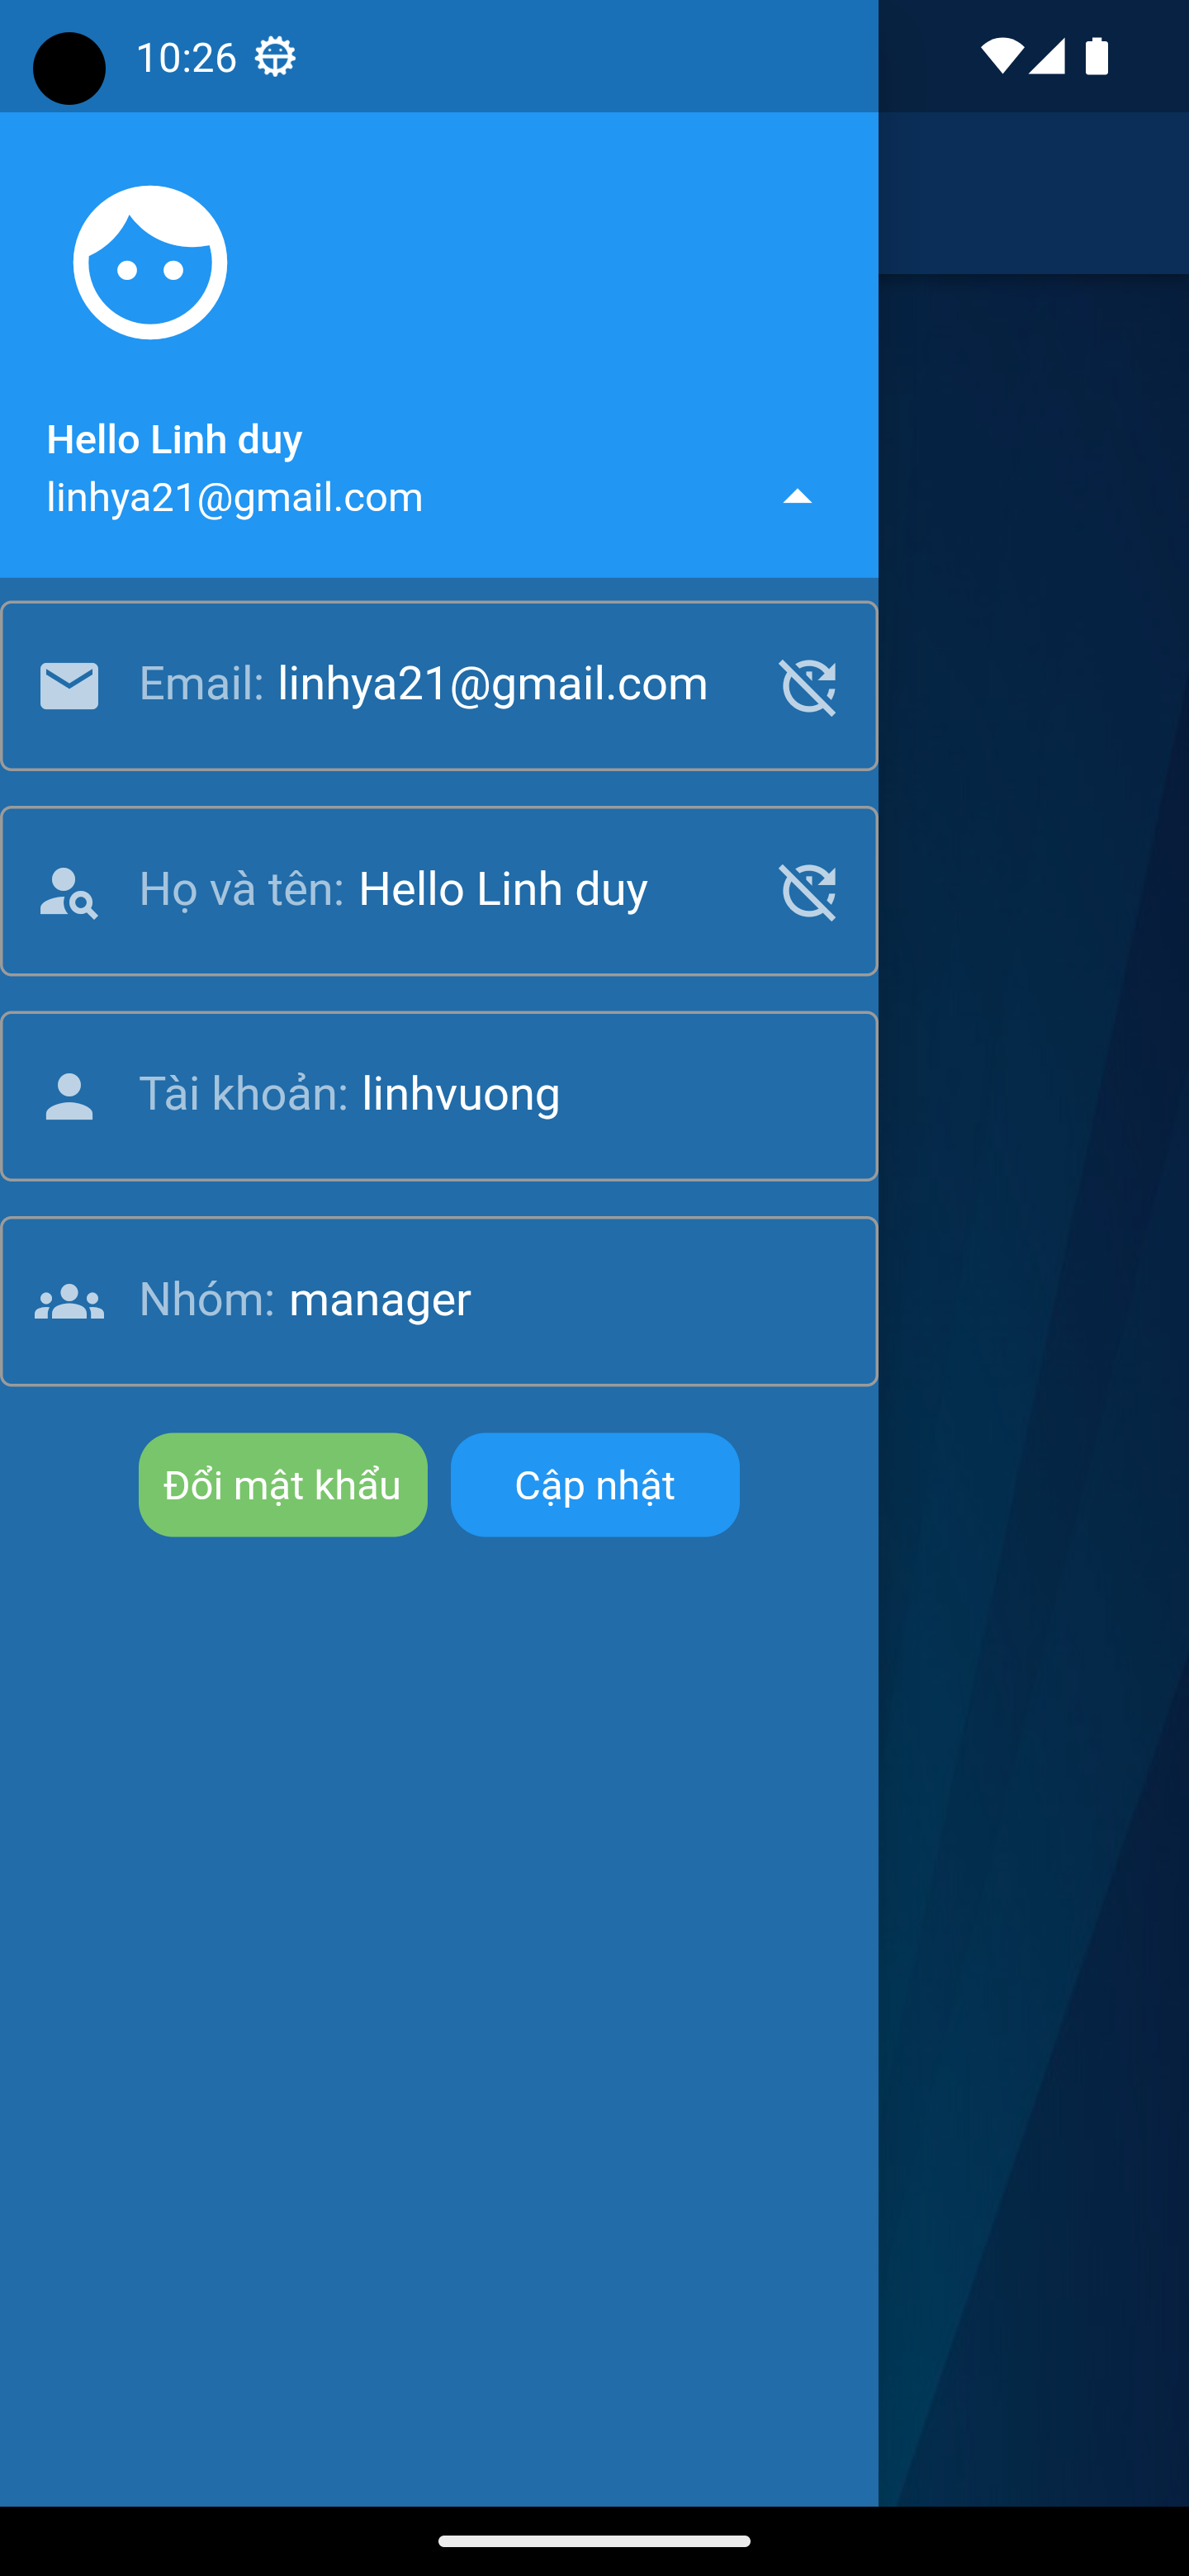 10:26
Hello Linh duy
linhya21@gmail.com
Email: linhya21@gmail.com
Họ và tên: Hello Linh duy
Tài khoản: linhvuong
Nhóm: manager
Đổi mật khẩu Cập nhật